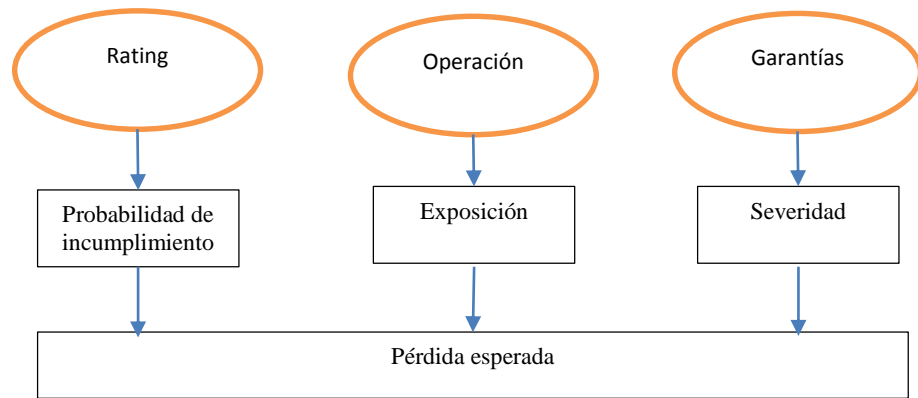 Rating
Operación
Garantías
Probabilidad de
incumplimiento
Exposición
Severidad
Pérdida esperada